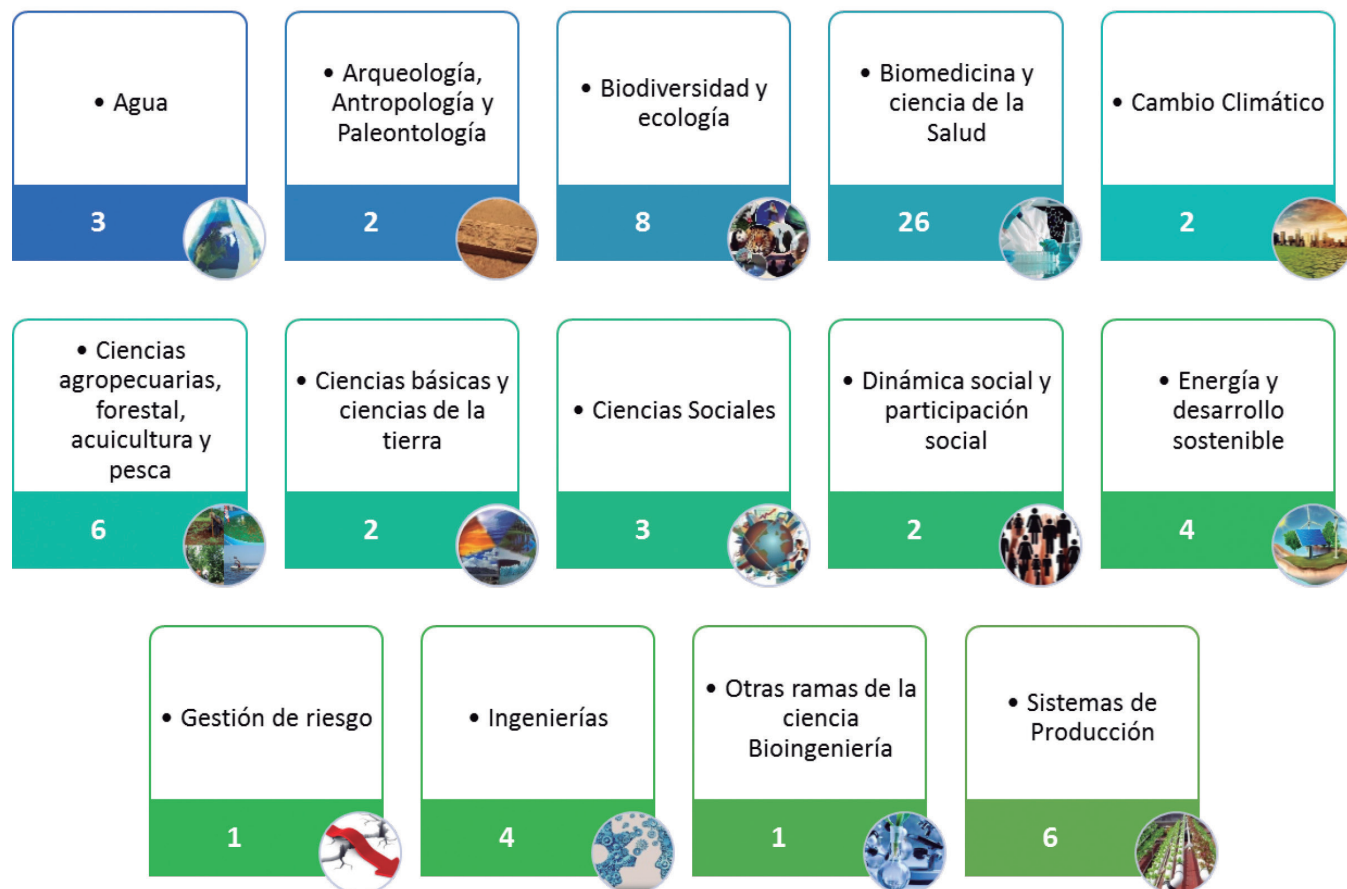 • Agua
3
• Arqueología,
Antropología y
Paleontología
2
• Biodiversidad y
ecología
8
• Biomedicina y
ciencia de la
Salud
26
• Cambio Climático
2
• Ciencias
agropecuarias,
forestal,
acuicultura y
pesca
6
• Ciencias básicas y
ciencias de la
tierra
2
• Ciencias Sociales
3
• Dinámica social y
participación
social
2
• Energía y
desarrollo
sostenible
4
• Gestión de riesgo
1
• Ingenierías
4
• Otras ramas de la
ciencia
Bioingeniería
1
• Sistemas de
Producción
6